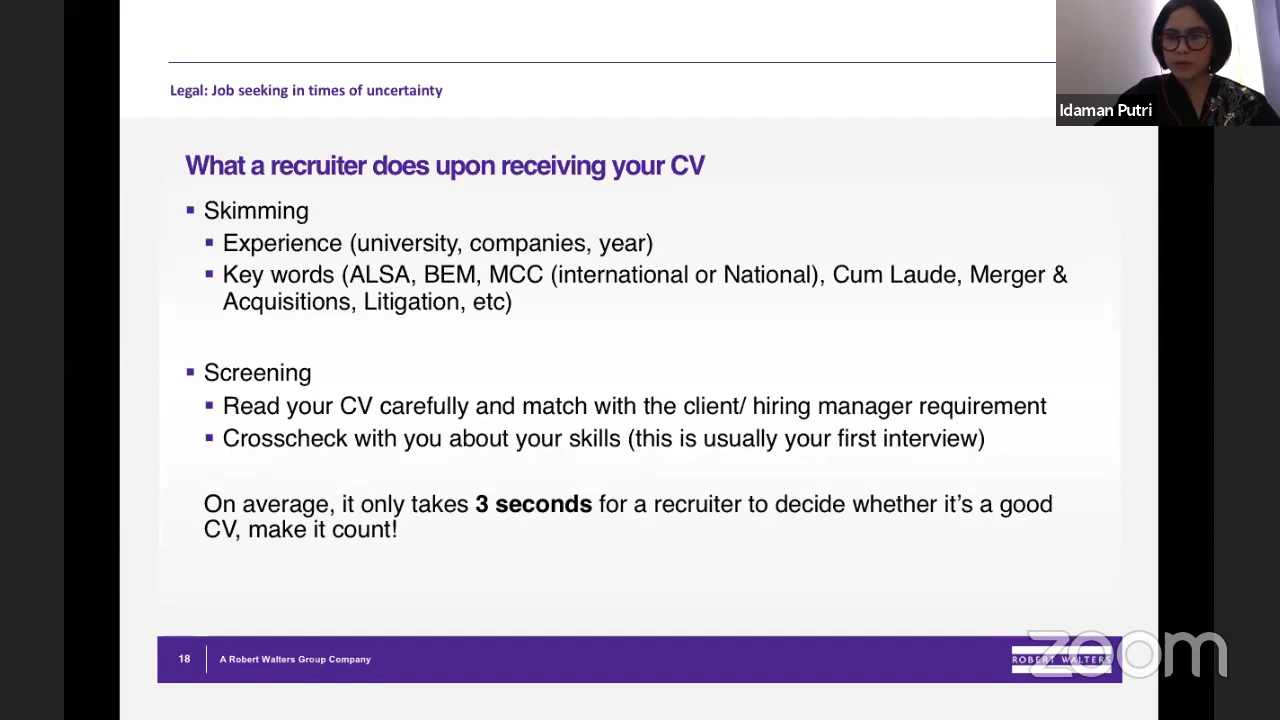 Idaman Putri
Legal: Job seeking in times of uncertainty
What a recruiter does upon receiving your CV
Skimming
Experience (university, companies, year)
Key words (ALSA, BEM, MCC (international or National), Cum Laude, Merger &
Acquisitions, Litigation, etc)
Screening
Read your CV carefully and match with the client/ hiring manager requirement
Crosscheck with you about your skills (this is usually your first interview)
On average, it only takes 3 seconds for a recruiter to decide whether it’s a good
CV, make it count!
18
A Robert Walters Group Company
ROBERT WALTERS
zoom